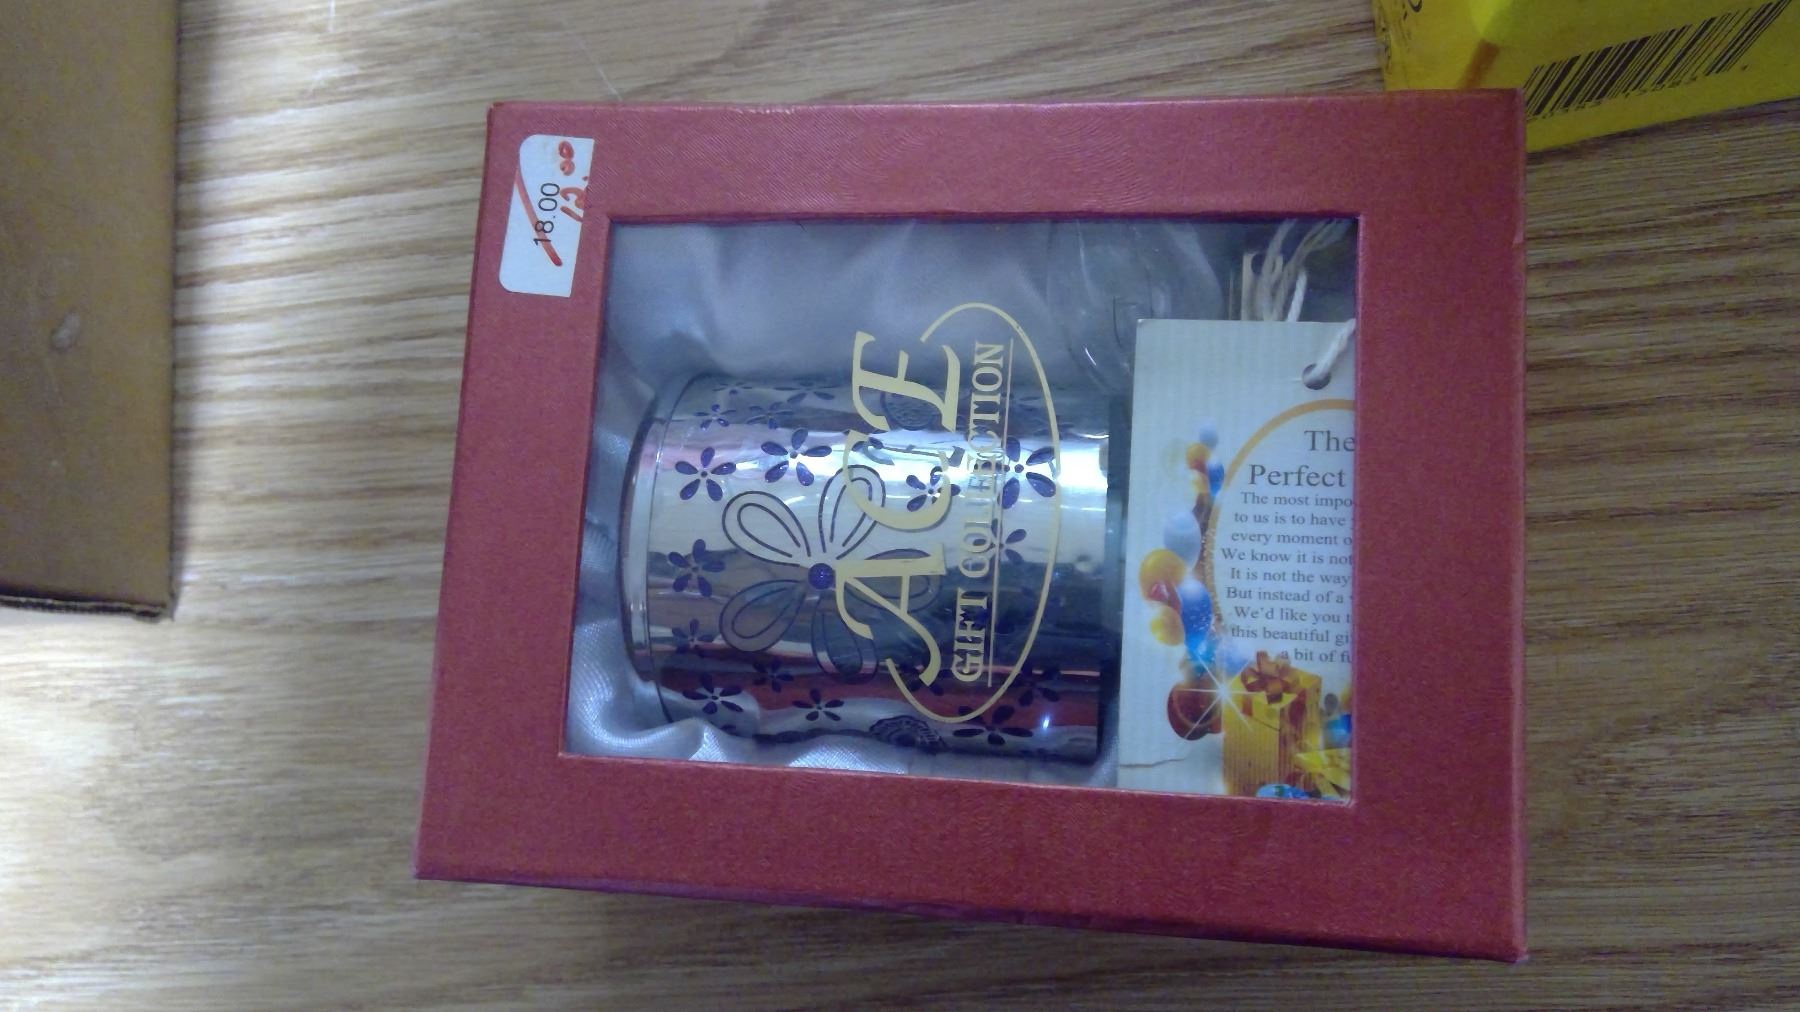 18.00
12.00
ACE
GIFT COLLECTION
The
Perfect
The most impo
to us is to have
every moment o
We know it is not
It is not the way
But instead of a
We'd like you t
this beautiful gi
a bit of fu